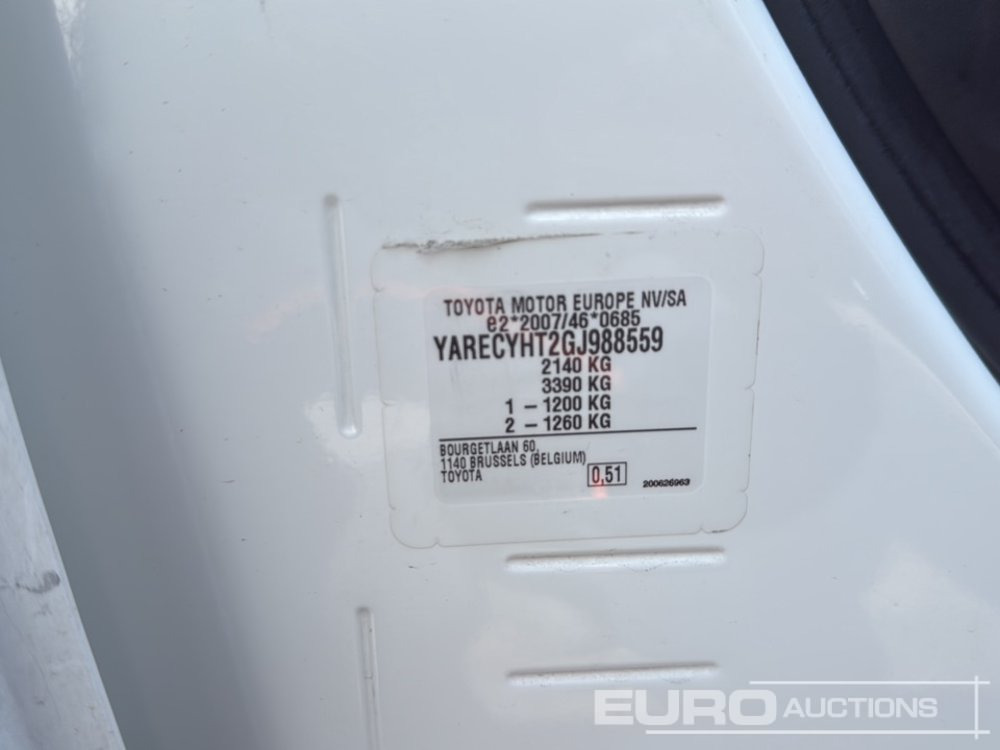 TOYOTA MOTOR EUROPE NV/SA
e2*2007/46*0685
YARECYHT2GJ988559
2140 KG
3390 KG
1 - 1200 KG
2 - 1260 KG
BOURGETLAAN 60,
1140 BRUSSELS (BELGIUM)
TOYOTA
0,51
200626963
EURO AUCTIONS